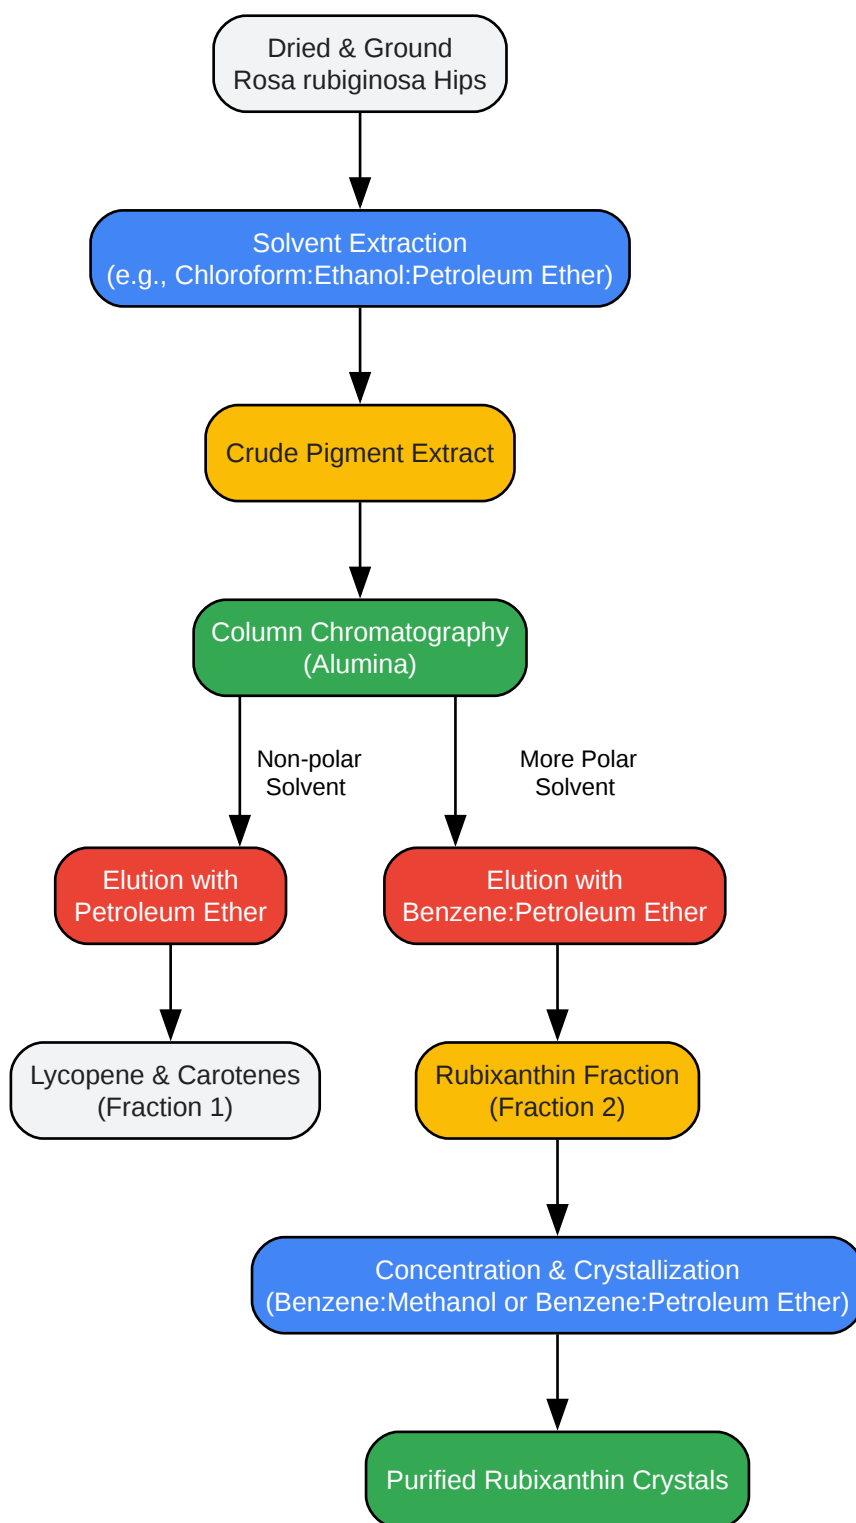 Dried & Ground
Rosa rubiginosa Hips
Solvent Extraction
(e.g., Chloroform:Ethanol:Petroleum Ether)
Crude Pigment Extract
Column Chromatography
(Alumina)
Non-polar
Solvent
More Polar
Solvent
Elution with
Petroleum Ether
Elution with
Benzene:Petroleum Ether
Lycopene & Carotenes
(Fraction 1)
Rubixanthin Fraction
(Fraction 2)
Concentration & Crystallization
(Benzene:Methanol or Benzene:Petroleum Ether)
Purified Rubixanthin Crystals